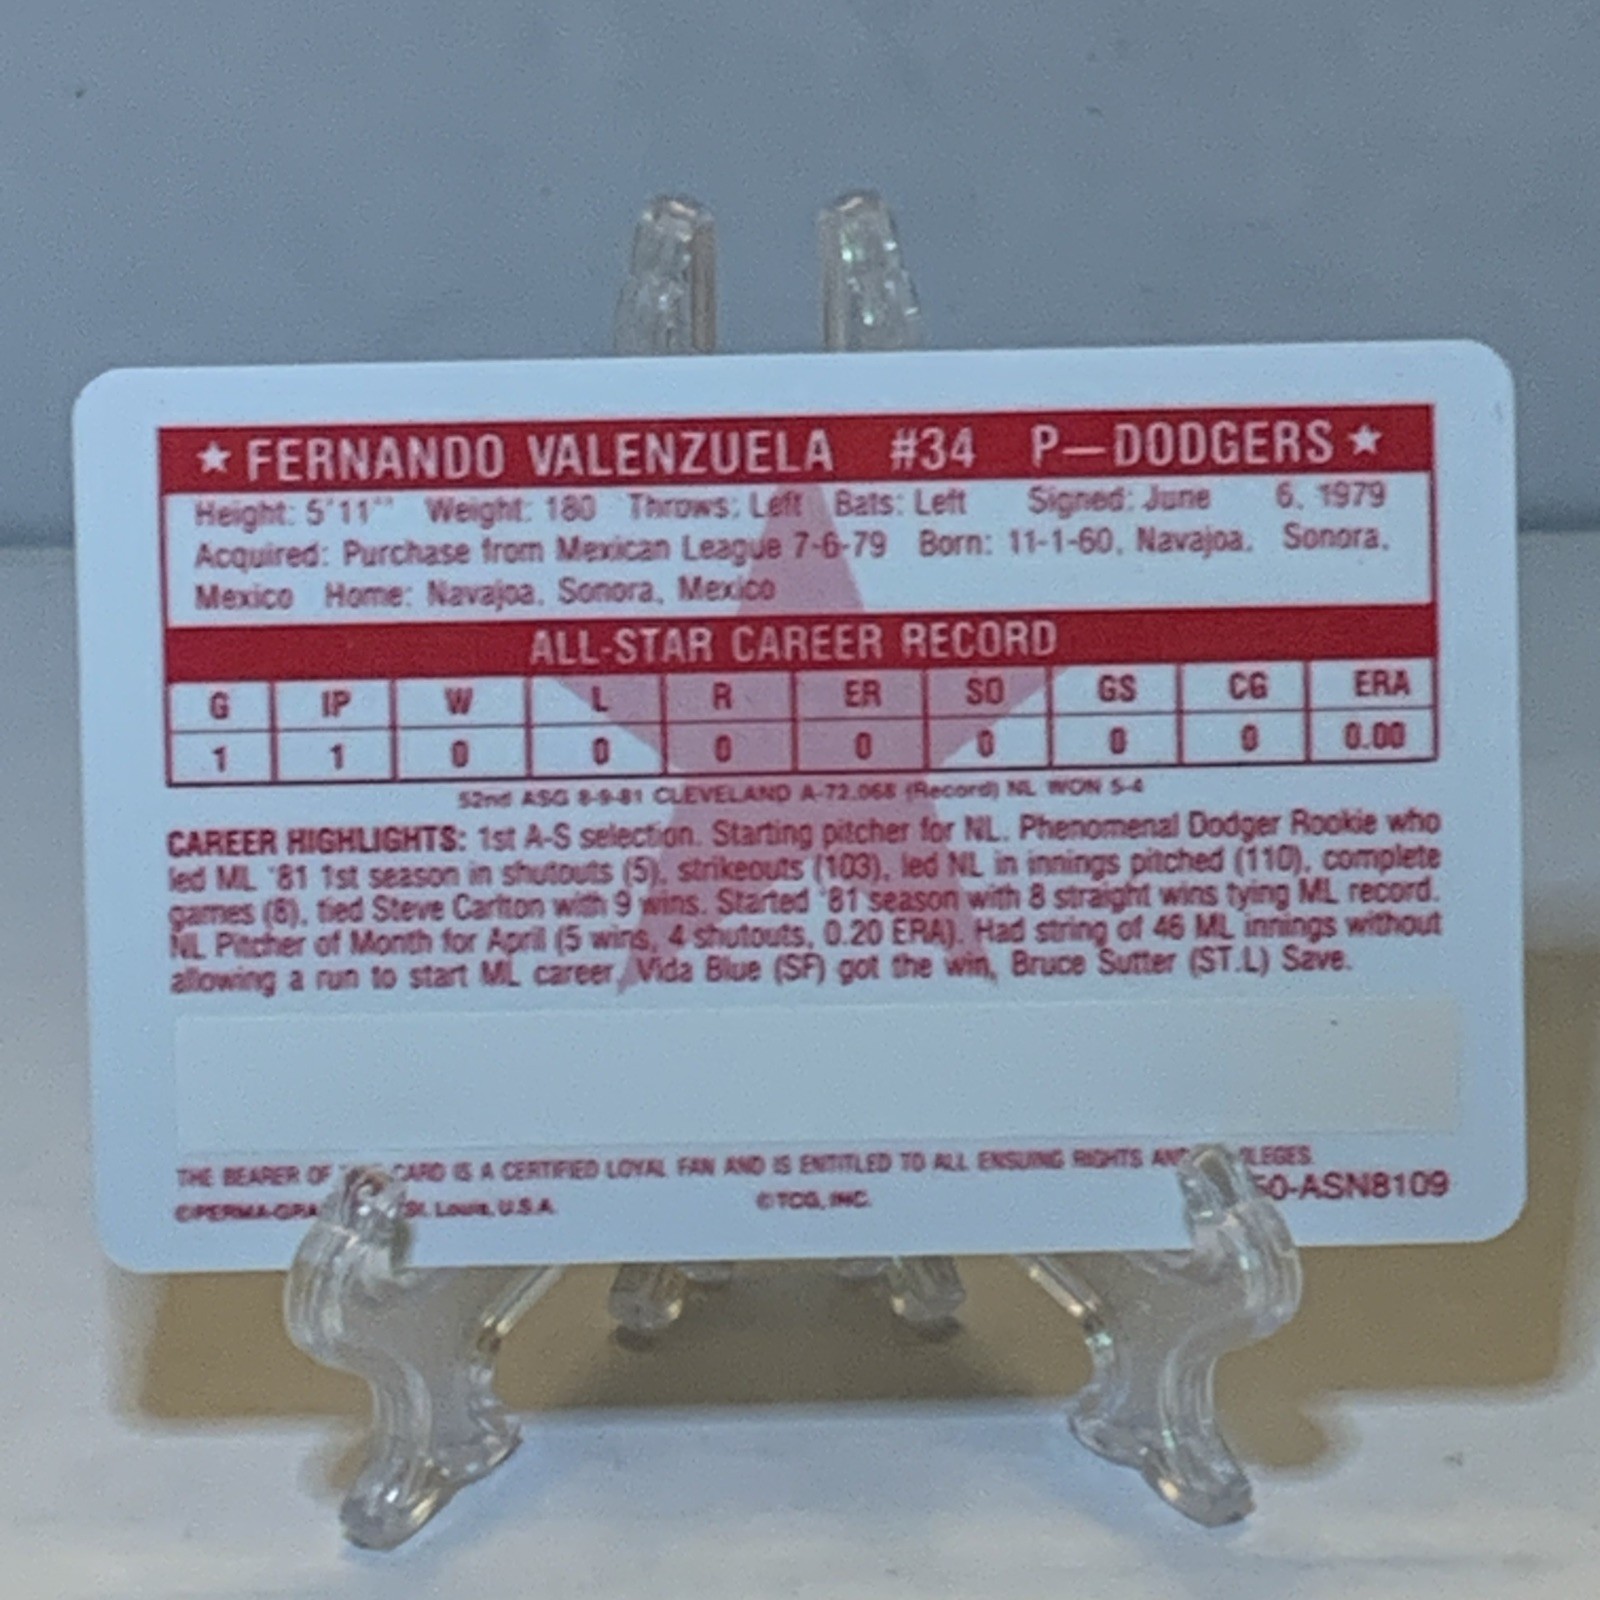 ★ FERNANDO VALENZUELA #34 P—DODGERS ★
Height: 5'11" Weight: 180 Throws: Left Bats: Left Signed: June 6, 1979
Acquired: Purchase from Mexican League 7-6-79 Born: 11-1-60, Navajoa, Sonora,
Mexico Home: Navajoa, Sonora, Mexico
ALL-STAR CAREER RECORD
G IP W L R ER SO GS CG ERA
1 1 0 0 0 0 0 0 0 0.00
52nd ASG 8-9-81 CLEVELAND A-72,068 (Record) NL WON 5-4
CAREER HIGHLIGHTS: 1st A-S selection. Starting pitcher for NL. Phenomenal Dodger Rookie who
led ML '81 1st season in shutouts (5), strikeouts (103), led NL in innings pitched (110), complete
games (8), tied Steve Carlton with 9 wins. Started '81 season with 8 straight wins tying ML record.
NL Pitcher of Month for April (5 wins, 4 shutouts, 0.20 ERA). Had string of 46 ML innings without
allowing a run to start ML career. Vida Blue (SF) got the win, Bruce Sutter (ST.L) Save.
THE BEARER OF CARD IS A CERTIFIED LOYAL FAN AND IS ENTITLED TO ALL ENSUING RIGHTS AND
©PERMA-GRA St. Louis, U.S.A. ©TCG, INC. 50-ASN8109